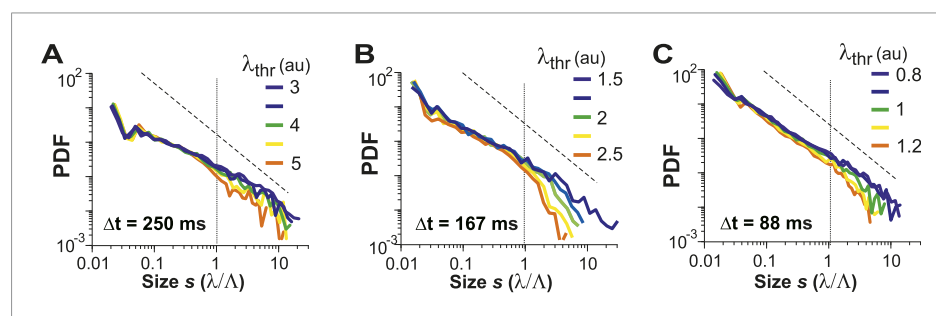 A
λthr (au)
3
4
5
10²
10⁻³
PDF
Δt = 250 ms
0.01
0.1
1
10
Size s (λ/Λ)
B
λthr (au)
1.5
2
2.5
10²
10⁻³
PDF
Δt = 167 ms
0.01
0.1
1
10
Size s (λ/Λ)
C
λthr (au)
0.8
1
1.2
10²
10⁻³
PDF
Δt = 88 ms
0.01
0.1
1
10
Size s (λ/Λ)